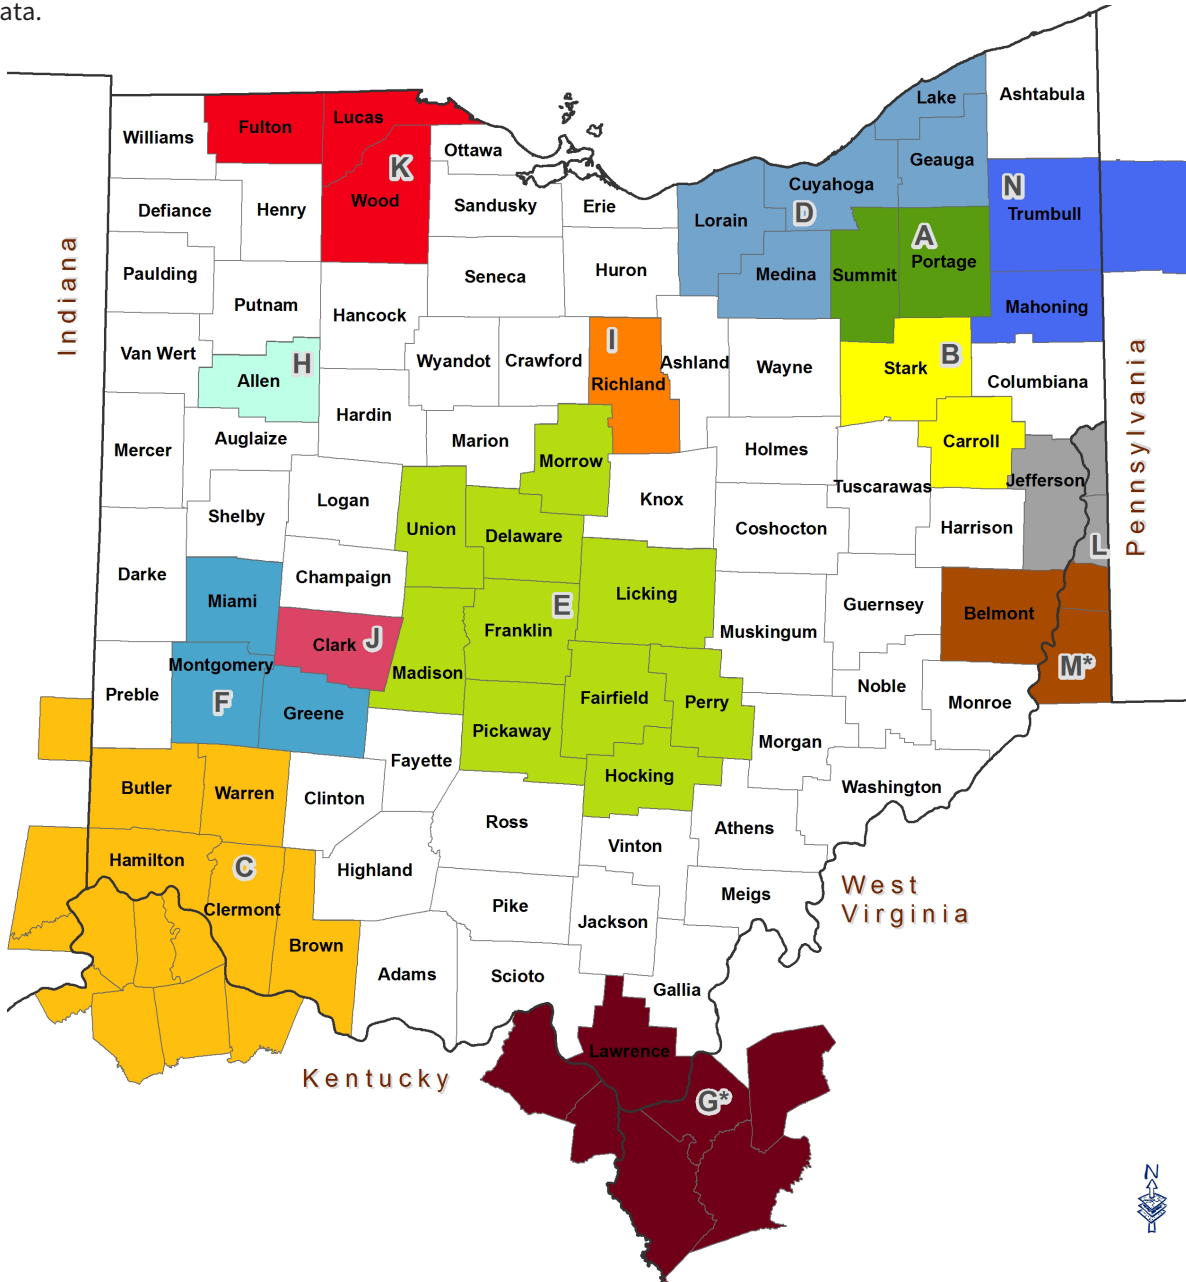 ata.
Lake
Ashtabula
Fulton
Lucas
Williams
Ottawa
Geauga
K
Cuyahoga
N
Wood
Sandusky
Erie
Defiance
Henry
Lorain
D
Trumbull
A
Portage
Huron
Medina
Summit
Paulding
Seneca
Putnam
Mahoning
Hancock
Indiana
I
Van Wert
H
Wyandot
Crawford
Ashland
Wayne
Stark
B
Allen
Richland
Columbiana
Pennsylvania
Hardin
Auglaize
Marion
Carroll
Mercer
Holmes
Morrow
Jefferson
Tuscarawas
Logan
Knox
Shelby
Union
Delaware
Coshocton
Harrison
L
Darke
Champaign
Licking
Miami
E
Guernsey
Belmont
Franklin
Muskingum
Clark
J
Montgomery
M*
Madison
Noble
Preble
Fairfield
Perry
Monroe
F
Greene
Pickaway
Morgan
Fayette
Hocking
Butler
Warren
Clinton
Washington
Ross
Athens
Vinton
Hamilton
C
Highland
West
Virginia
Meigs
Clermont
Pike
Jackson
Brown
Adams
Scioto
Gallia
Lawrence
Kentucky
G*
N